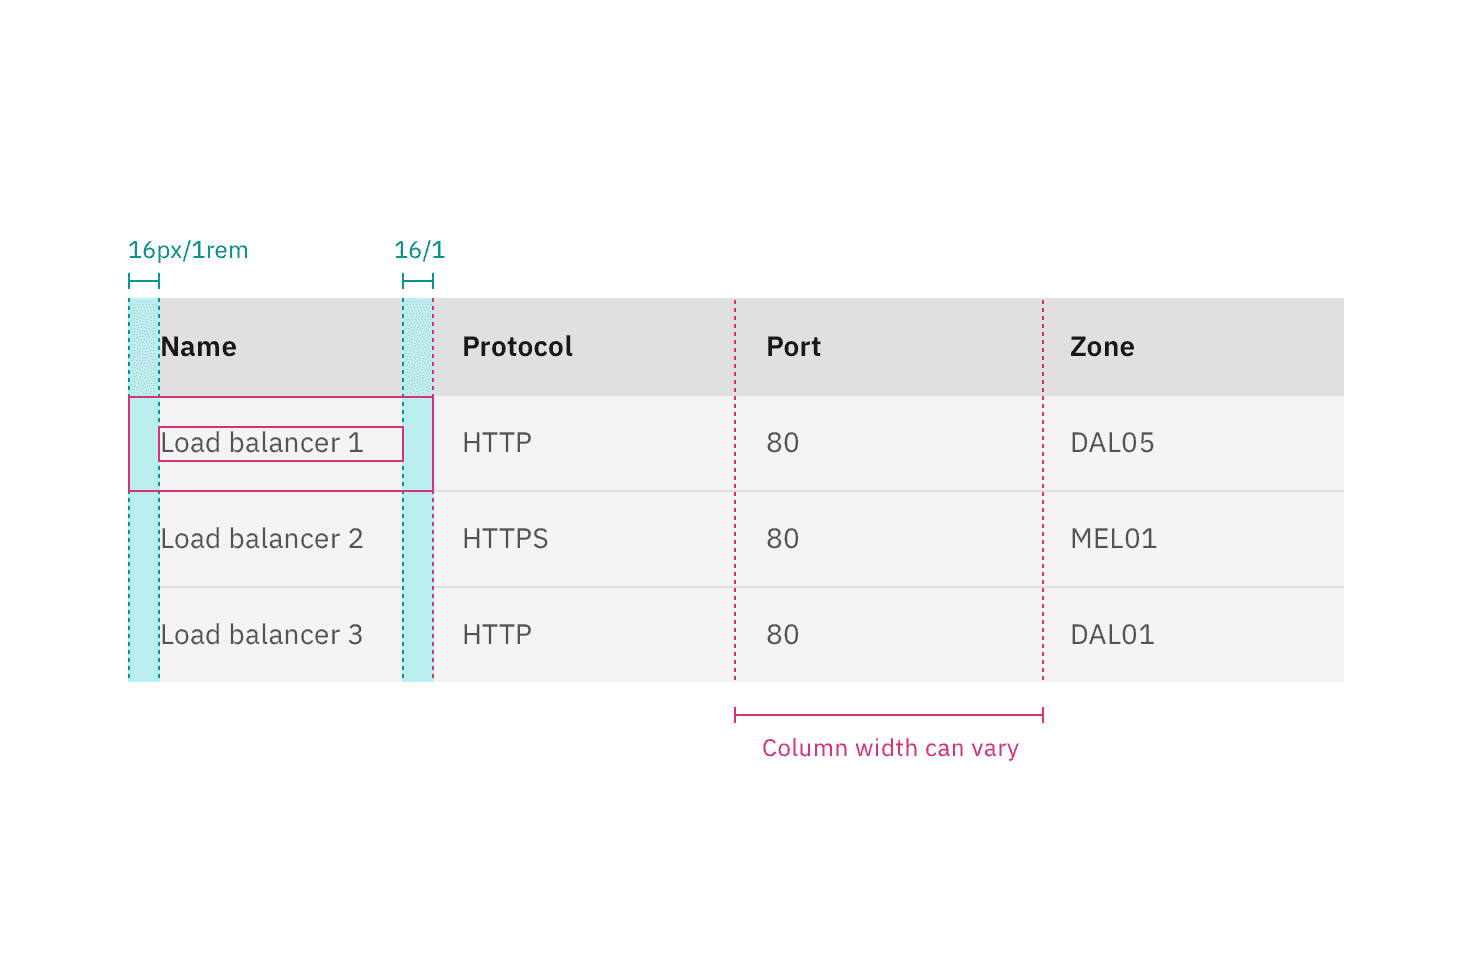 16px/1rem 16/1
Name Protocol Port Zone
Load balancer 1 HTTP 80 DAL05
Load balancer 2 HTTPS 80 MEL01
Load balancer 3 HTTP 80 DAL01
Column width can vary